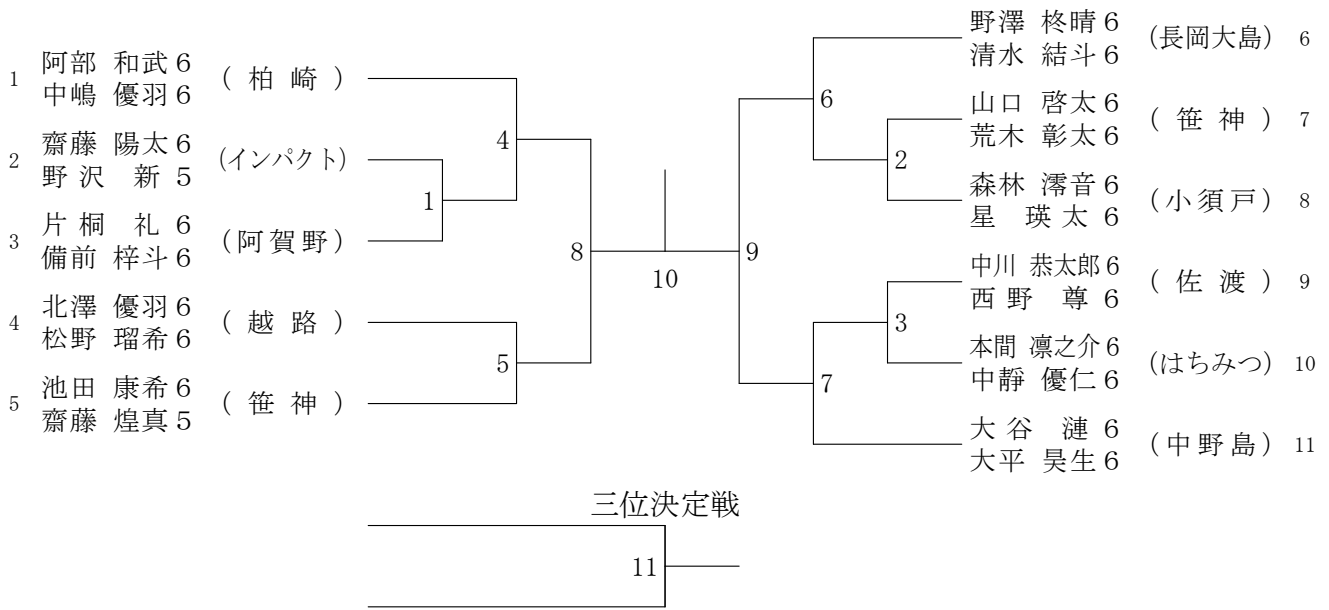 1 阿部 和武 6 (柏崎)
中嶋 優羽 6
2 齋藤 陽太 6 (インパクト)
野沢 新 5
3 片桐 礼 6 (阿賀野)
備前 梓斗 6
4 北澤 優羽 6 (越路)
松野 瑠希 6
5 池田 康希 6 (笹神)
齋藤 煌真 5
1
4
5
8
10
9
6
2
3
7
野澤 柊晴 6 (長岡大島) 6
清水 結斗 6
山口 啓太 6 (笹神) 7
荒木 彰太 6
森林 澪音 6 (小須戸) 8
星 瑛太 6
中川 恭太郎 6 (佐渡) 9
西野 尊 6
本間 凛之介 6 (はちみつ) 10
中靜 優仁 6
大谷 漣 6 (中野島) 11
大平 昊生 6
三位決定戦
11